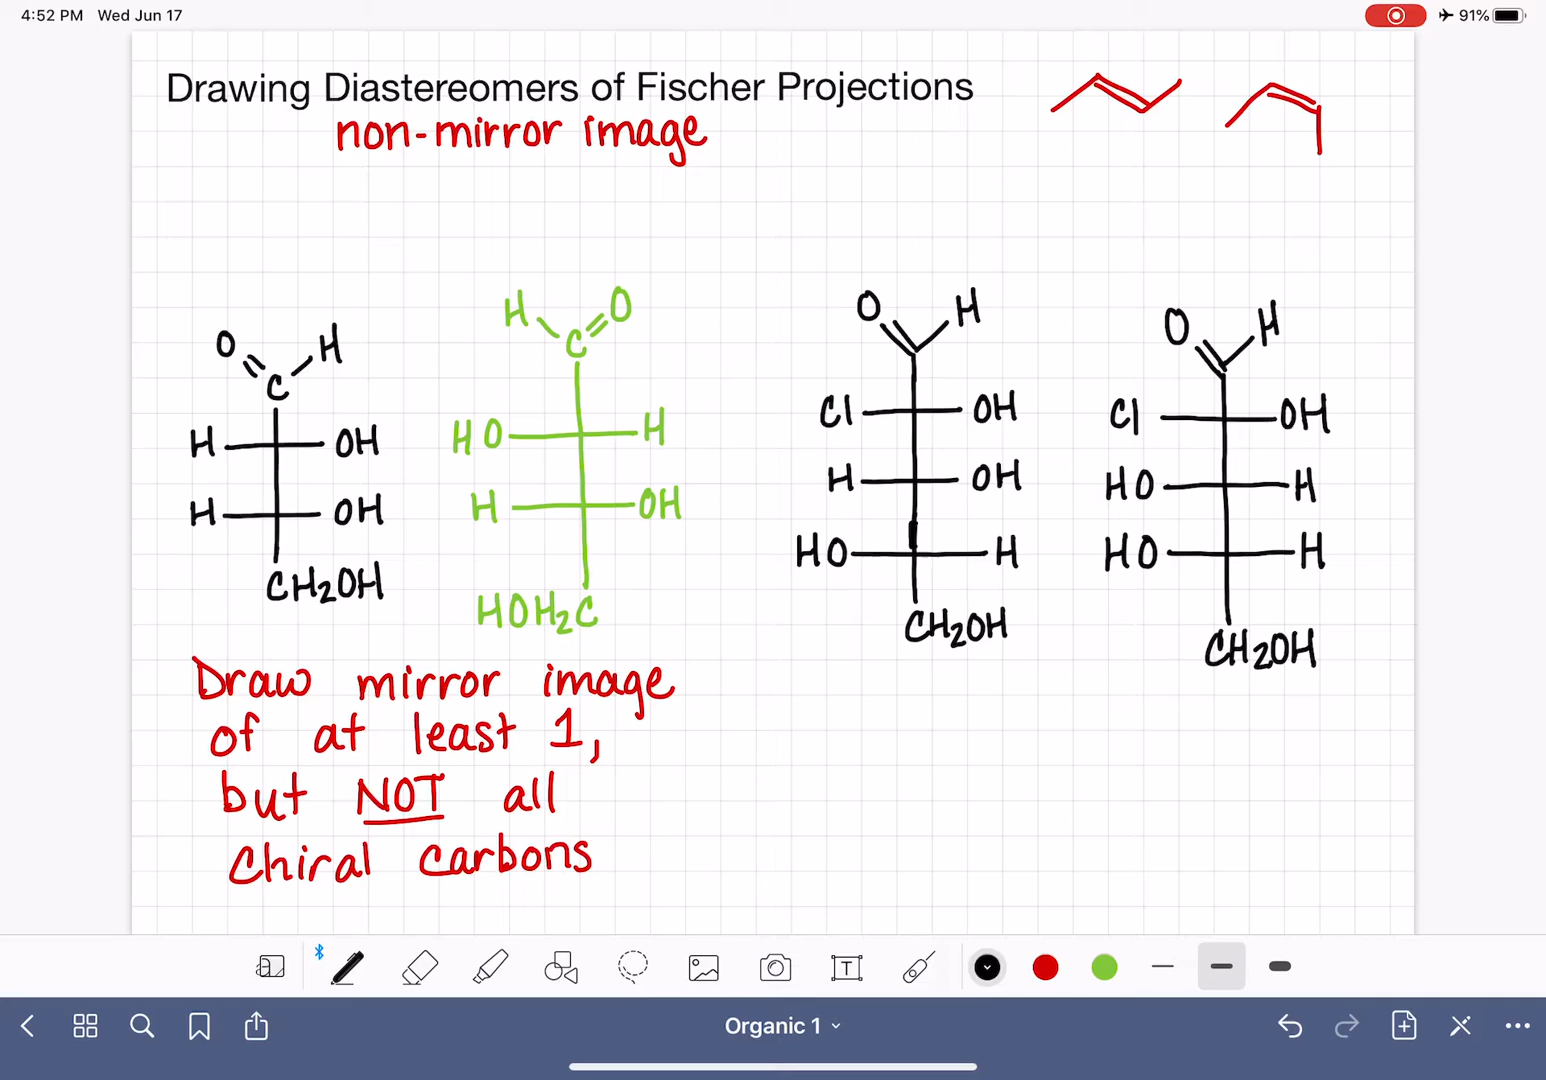 4:52 PM Wed Jun 17
91%
Drawing Diastereomers of Fischer Projections
non-mirror image
O H
C
H OH
H OH
CH2OH
H O
C
HO H
H OH
HOH2C
O H
Cl OH
H OH
HO H
CH2OH
O H
Cl OH
HO H
HO H
CH2OH
Draw mirror image
of at least 1,
but NOT all
Chiral carbons
T
Organic 1